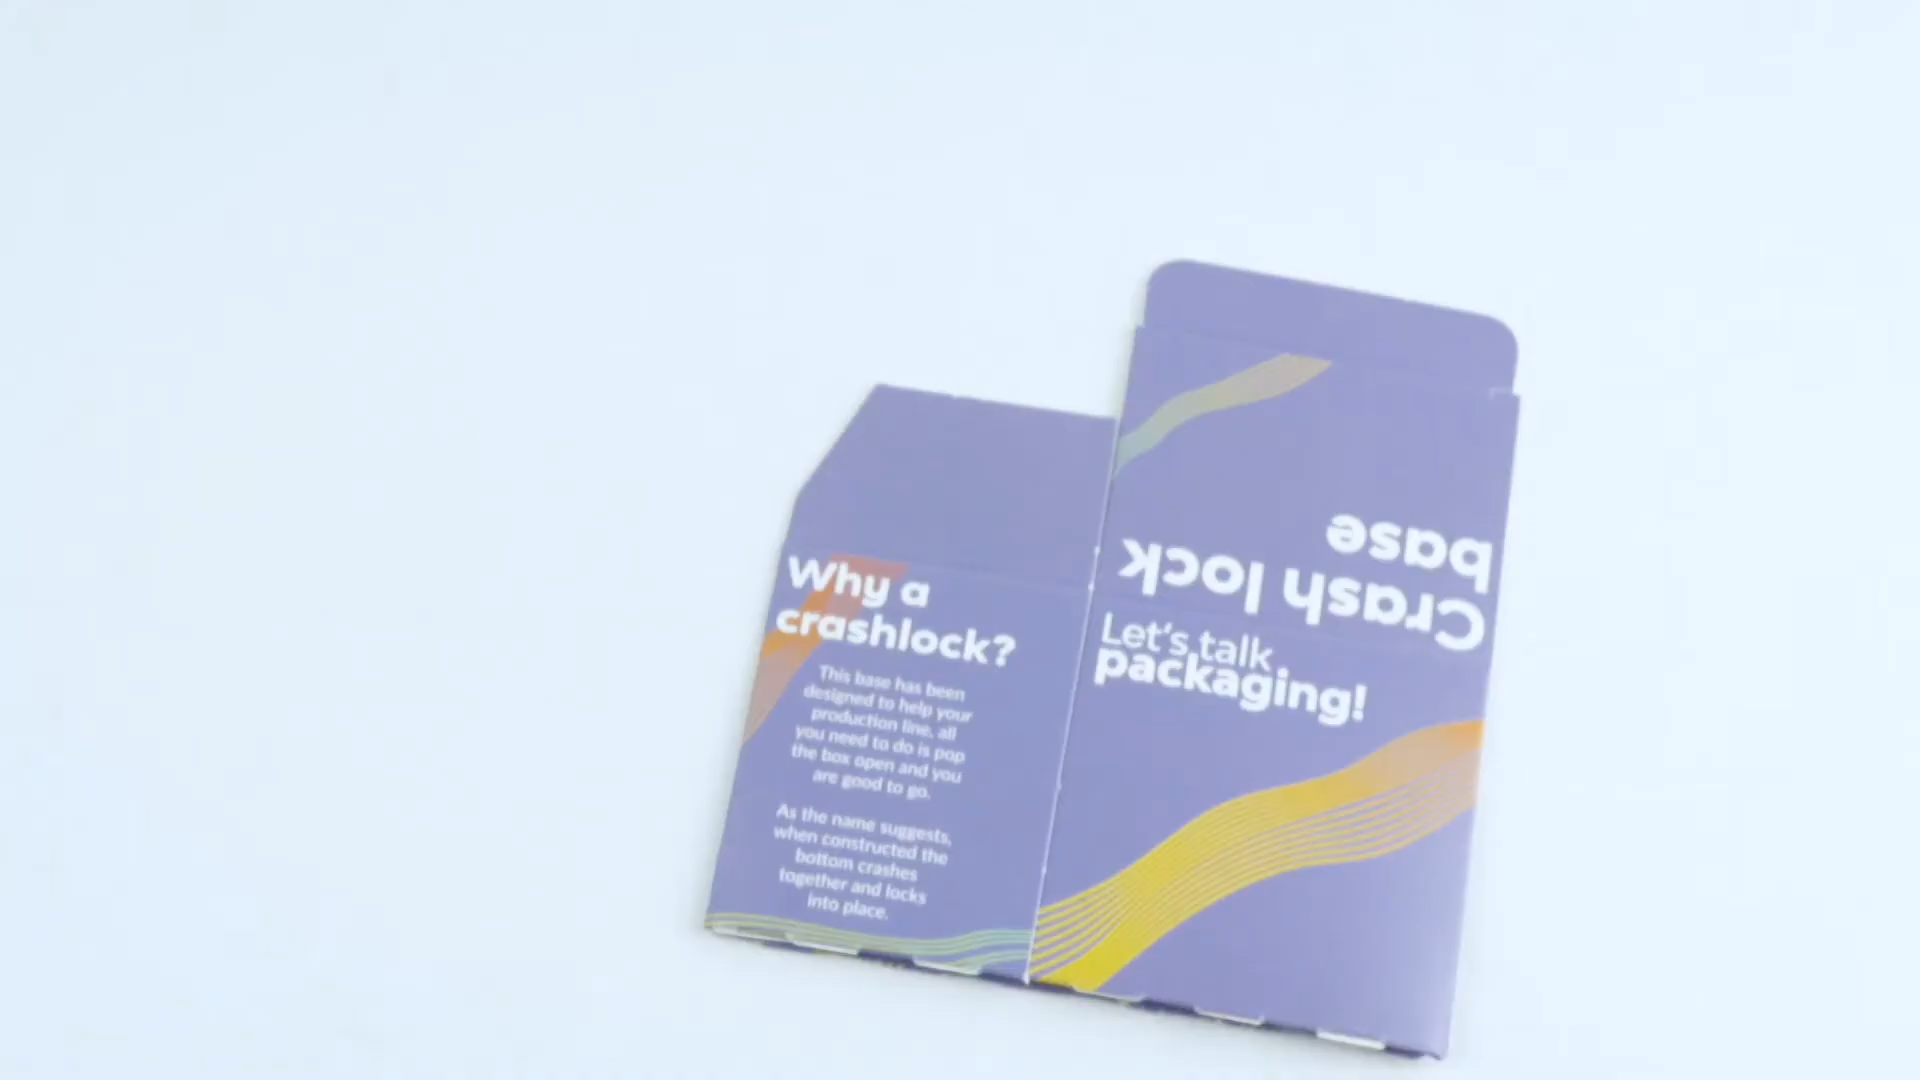 Why a
crashlock?
This base has been
designed to help your
production line, all
you need to do is pop
the box open and you
are good to go.
As the name suggests,
when constructed the
bottom crashes
together and locks
into place.
Crash lock
base
Let's talk
packaging!